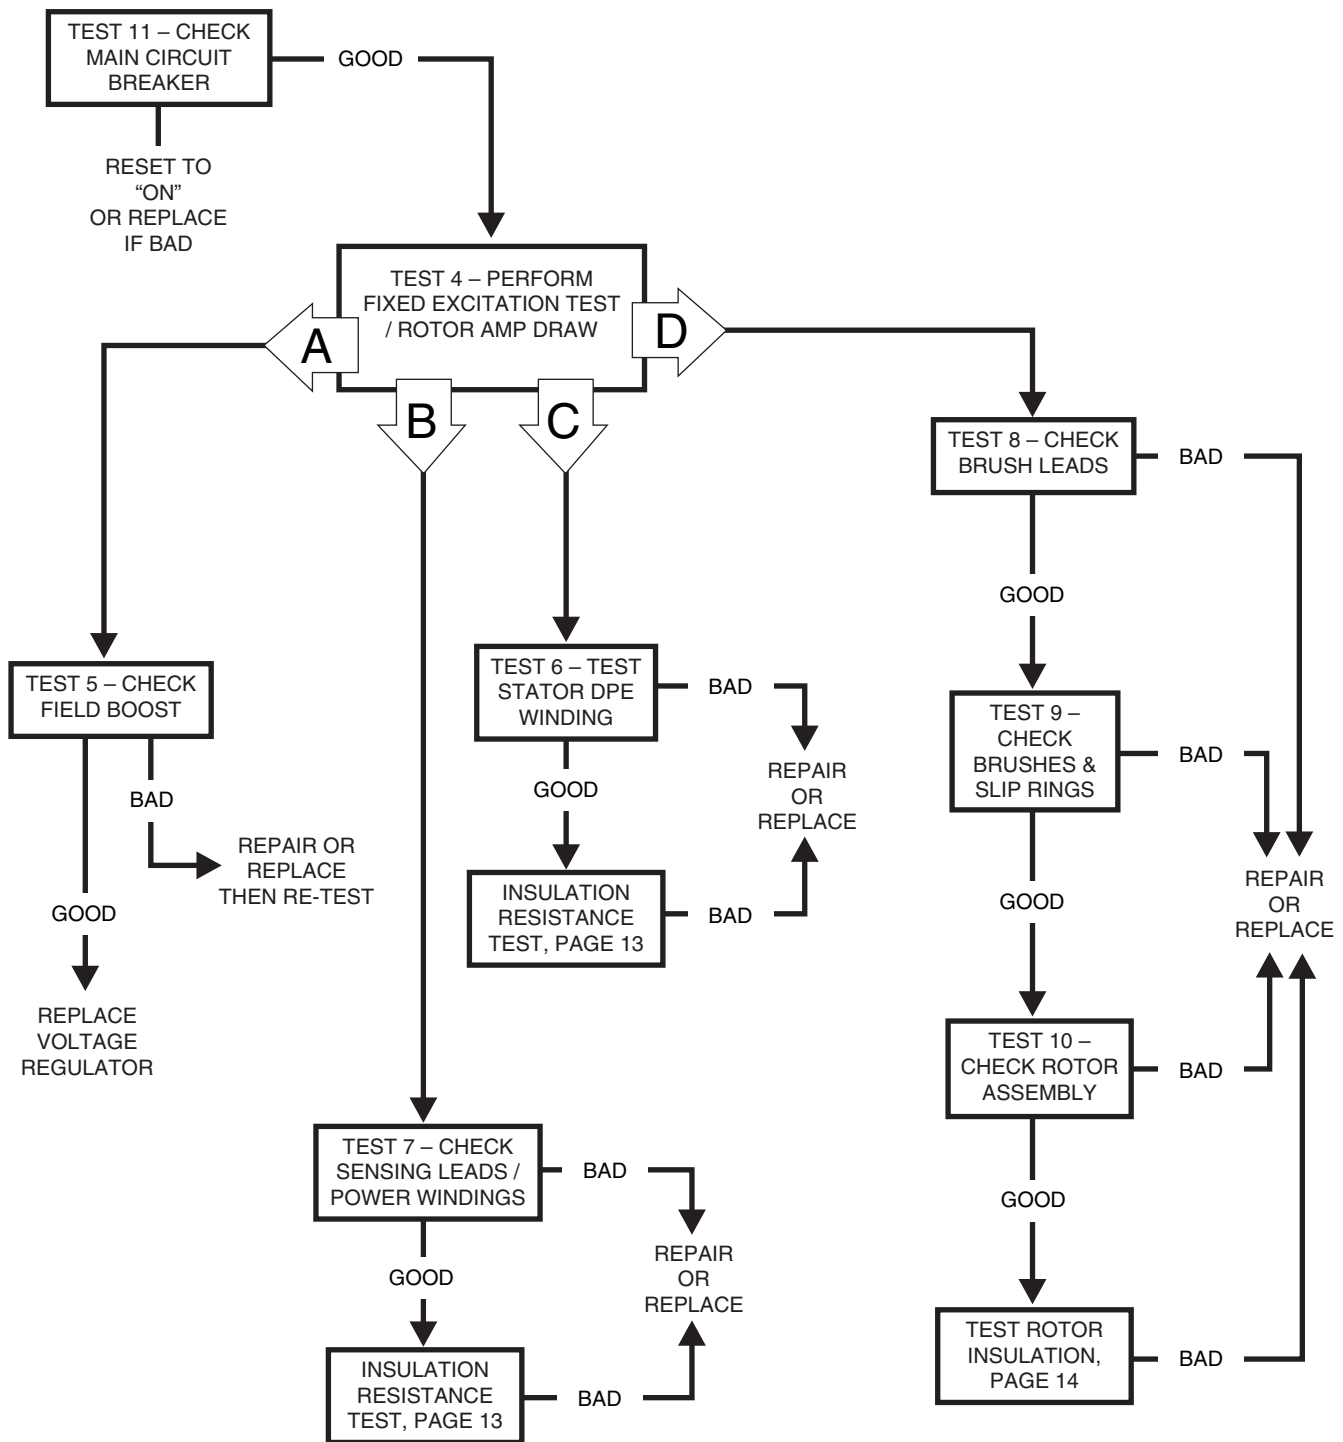 TEST 11 – CHECK
MAIN CIRCUIT
BREAKER
GOOD
RESET TO
“ON”
OR REPLACE
IF BAD
TEST 4 – PERFORM
FIXED EXCITATION TEST
/ ROTOR AMP DRAW
A
B
C
D
TEST 5 – CHECK
FIELD BOOST
BAD
REPAIR OR
REPLACE
THEN RE-TEST
GOOD
REPLACE
VOLTAGE
REGULATOR
TEST 7 – CHECK
SENSING LEADS /
POWER WINDINGS
BAD
GOOD
REPAIR
OR
REPLACE
INSULATION
RESISTANCE
TEST, PAGE 13
BAD
TEST 6 – TEST
STATOR DPE
WINDING
BAD
GOOD
REPAIR
OR
REPLACE
INSULATION
RESISTANCE
TEST, PAGE 13
BAD
TEST 8 – CHECK
BRUSH LEADS
BAD
GOOD
TEST 9 –
CHECK
BRUSHES &
SLIP RINGS
BAD
GOOD
REPAIR
OR
REPLACE
TEST 10 –
CHECK ROTOR
ASSEMBLY
BAD
GOOD
TEST ROTOR
INSULATION,
PAGE 14
BAD